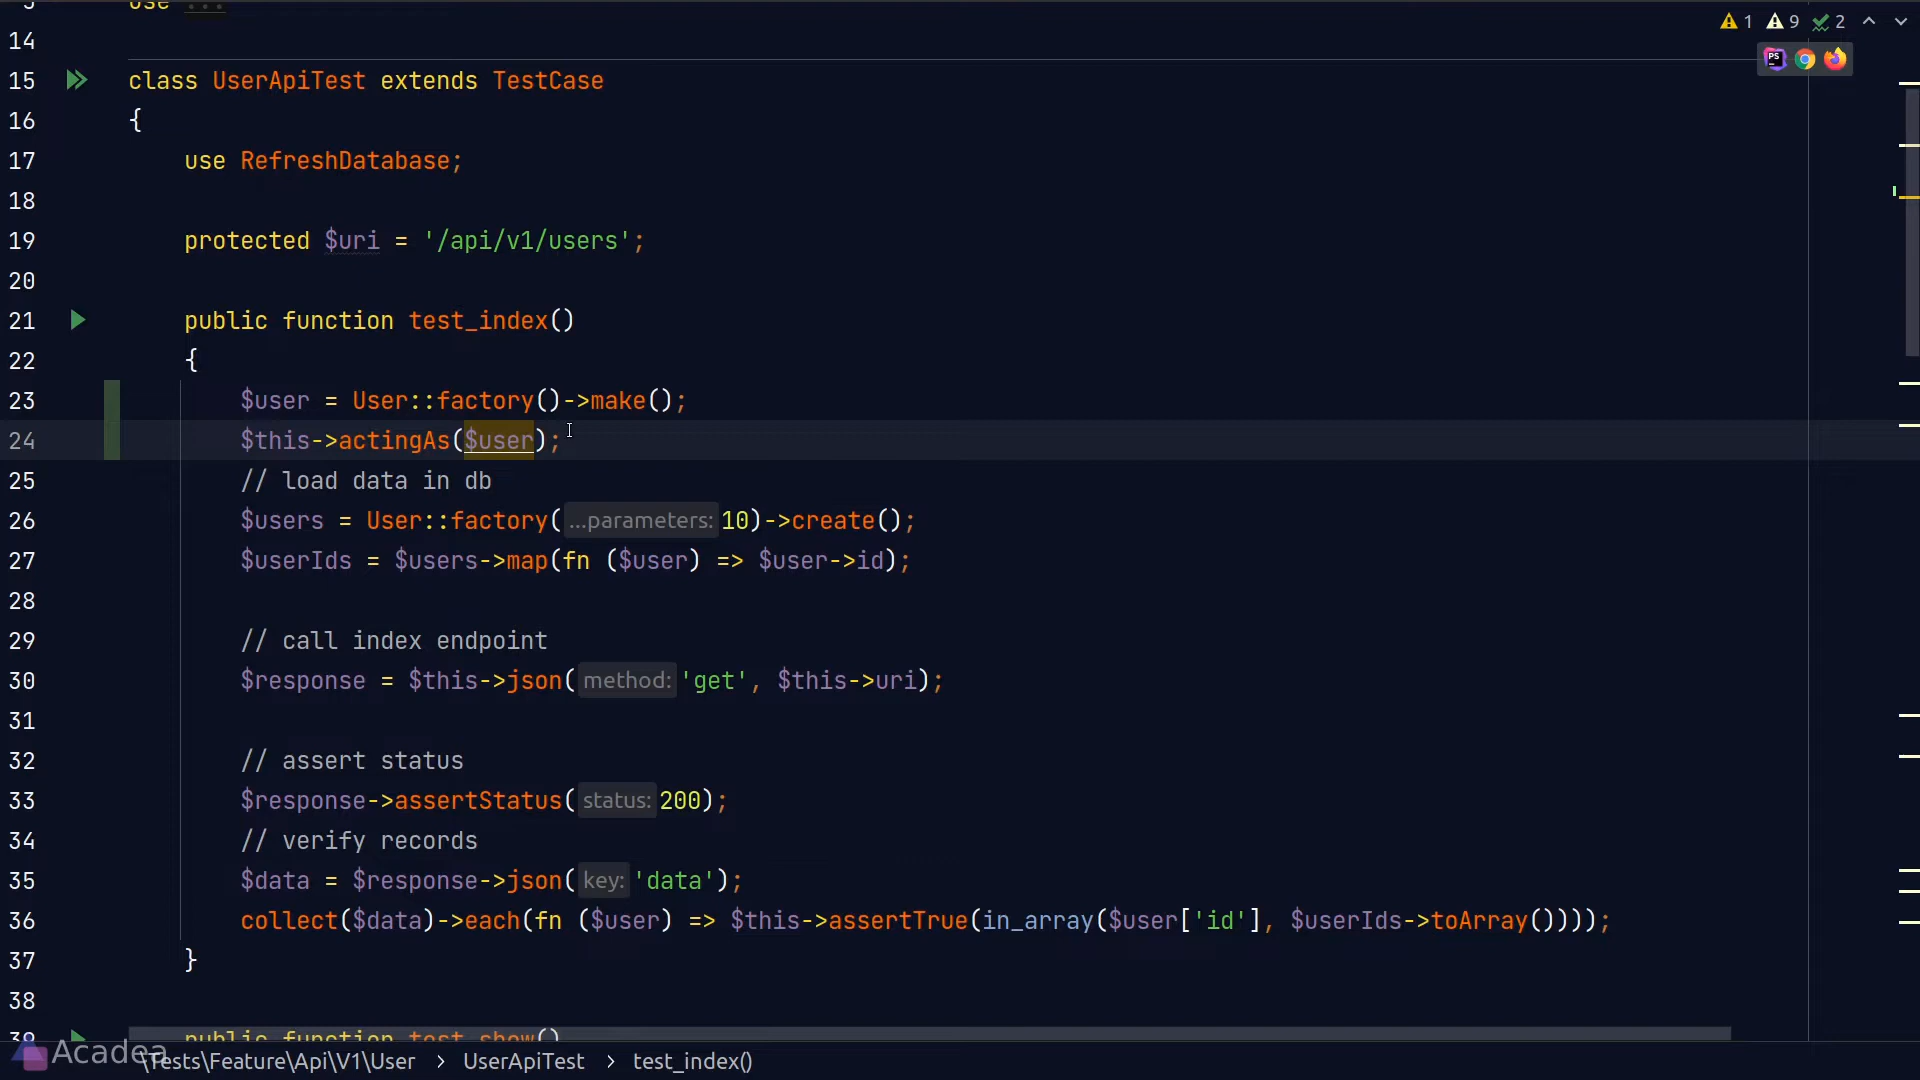 use ...
1 9 2
14
15 class UserApiTest extends TestCase
16 {
17 use RefreshDatabase;
18
19 protected $uri = '/api/v1/users';
20
21 public function test_index()
22 {
23 $user = User::factory()->make();
24 $this->actingAs($user);
25 // load data in db
26 $users = User::factory(...parameters: 10)->create();
27 $userIds = $users->map(fn ($user) => $user->id);
28
29 // call index endpoint
30 $response = $this->json(method: 'get', $this->uri);
31
32 // assert status
33 $response->assertStatus(status: 200);
34 // verify records
35 $data = $response->json(key: 'data');
36 collect($data)->each(fn ($user) => $this->assertTrue(in_array($user['id'], $userIds->toArray())));
37 }
38
39 public function test_show()
Acadea
\Tests\Feature\Api\V1\User > UserApiTest > test_index()